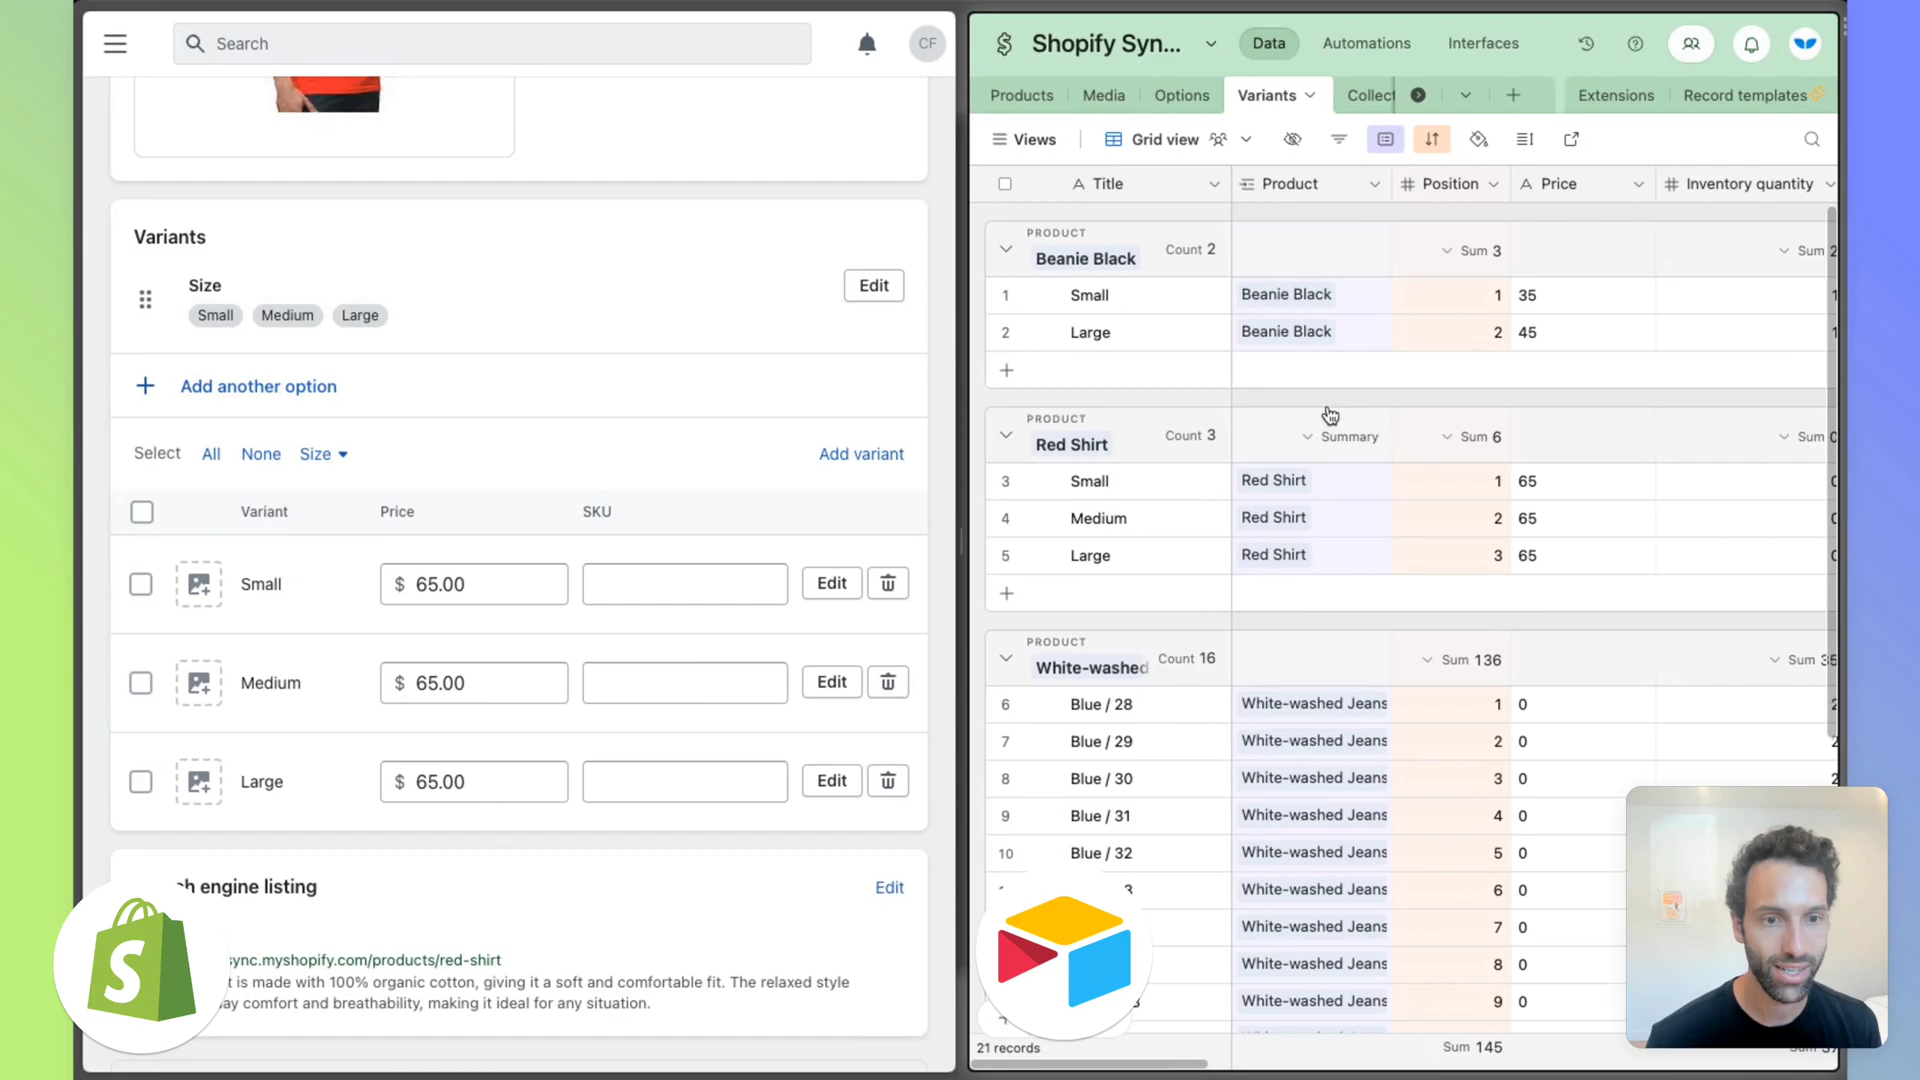 Search
CF
Variants
Size
Edit
Small
Medium
Large
Add another option
Select
All
None
Size
Add variant
Variant
Price
SKU
Small
$ 65.00
Edit
Medium
$ 65.00
Edit
Large
$ 65.00
Edit
engine listing
Edit
sync.myshopify.com/products/red-shirt
is made with 100% organic cotton, giving it a soft and comfortable fit. The relaxed style
comfort and breathability, making it ideal for any situation.
S
Shopify Syn...
Data
Automations
Interfaces
Products
Media
Options
Variants
Collect
Extensions
Record templates
Views
Grid view
Title
Product
Position
Price
Inventory quantity
PRODUCT
Beanie Black
Count 2
Sum 3
Sum
1 Small Beanie Black 1 35
2 Large Beanie Black 2 45
PRODUCT
Red Shirt
Count 3
Summary
Sum 6
Sum
3 Small Red Shirt 1 65
4 Medium Red Shirt 2 65
5 Large Red Shirt 3 65
PRODUCT
White-washed
Count 16
Sum 136
Sum
6 Blue / 28 White-washed Jeans 1 0
7 Blue / 29 White-washed Jeans 2 0
8 Blue / 30 White-washed Jeans 3 0
9 Blue / 31 White-washed Jeans 4 0
10 Blue / 32 White-washed Jeans 5 0
White-washed Jeans 6 0
White-washed Jeans 7 0
White-washed Jeans 8 0
White-washed Jeans 9 0
21 records
Sum 145